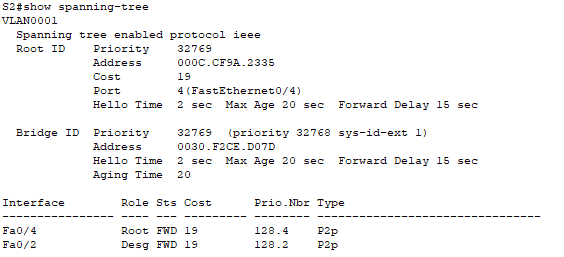 S2#show spanning-tree
VLAN0001
Spanning tree enabled protocol ieee
Root ID Priority 32769
Address 000C.CF9A.2335
Cost 19
Port 4(FastEthernet0/4)
Hello Time 2 sec Max Age 20 sec Forward Delay 15 sec
Bridge ID Priority 32769 (priority 32768 sys-id-ext 1)
Address 0030.F2CE.D07D
Hello Time 2 sec Max Age 20 sec Forward Delay 15 sec
Aging Time 20
Interface Role Sts Cost Prio.Nbr Type
---------------- ---- --- --------- -------- --------------------------------
Fa0/4 Root FWD 19 128.4 P2p
Fa0/2 Desg FWD 19 128.2 P2p